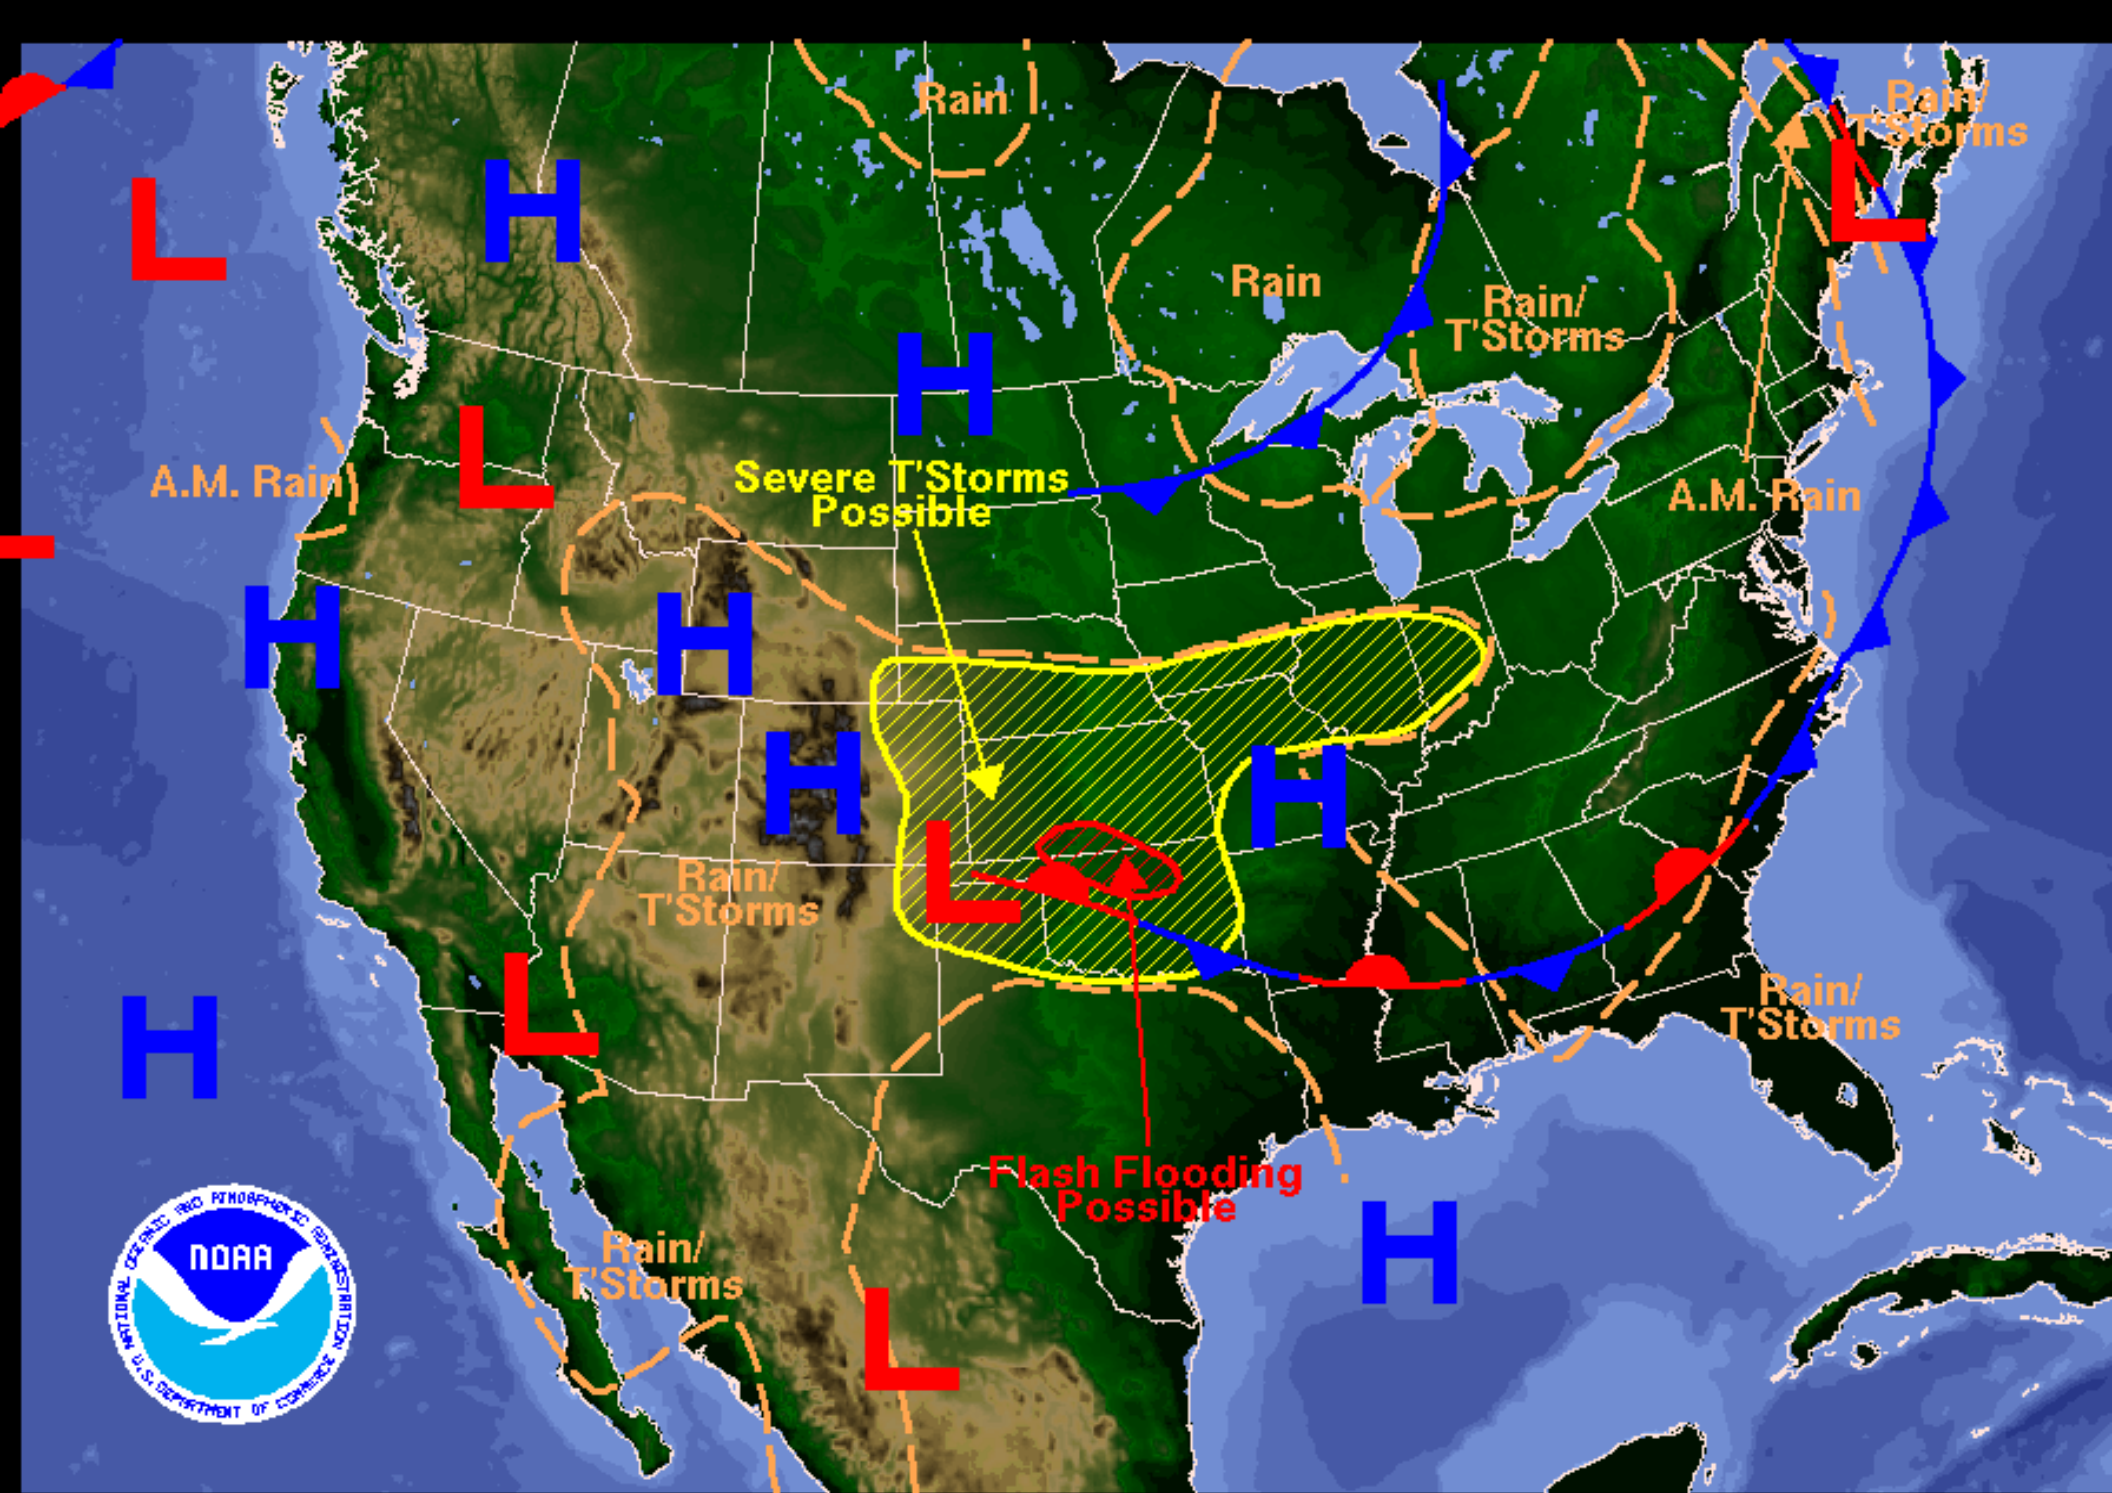 Rain
Rain/
T'Storms
L
H
L
Rain
Rain/
T'Storms
H
L
Severe T'Storms
Possible
A.M. Rain
A.M. Rain
H
H
H
H
L
Rain/
T'Storms
L
H
Rain/
T'Storms
Flash Flooding
Possible
H
Rain/
T'Storms
L
NATIONAL OCEANIC AND ATMOSPHERIC ADMINISTRATION
NOAA
U.S. DEPARTMENT OF COMMERCE